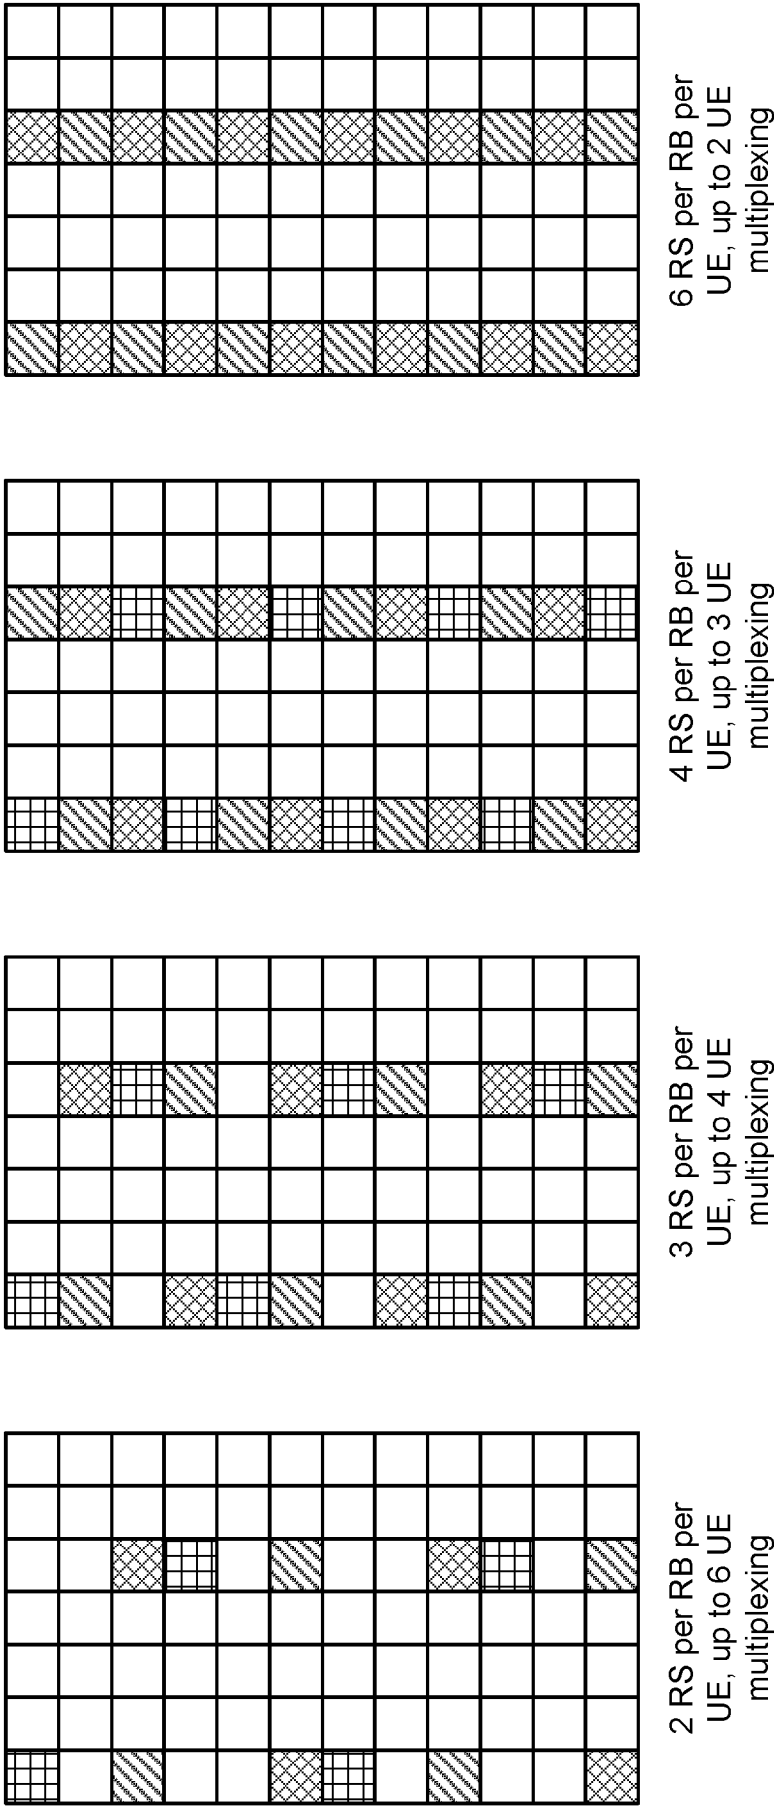 2 RS per RB per
UE, up to 6 UE
multiplexing
3 RS per RB per
UE, up to 4 UE
multiplexing
4 RS per RB per
UE, up to 3 UE
multiplexing
6 RS per RB per
UE, up to 2 UE
multiplexing